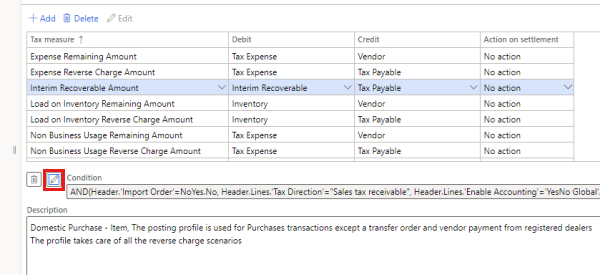 Add Delete Edit
Tax measure ↑ Debit Credit Action on settlement
Expense Remaining Amount Tax Expense Vendor No action
Expense Reverse Charge Amount Tax Expense Tax Payable No action
Interim Recoverable Amount Interim Recoverable Tax Payable No action
Load on Inventory Remaining Amount Inventory Vendor No action
Load on Inventory Reverse Charge Amount Inventory Tax Payable No action
Non Business Usage Remaining Amount Tax Expense Vendor No action
Non Business Usage Reverse Charge Amount Tax Expense Tax Payable No action
Condition
AND(Header.'Import Order'=NoYes.No, Header.Lines.'Tax Direction'="Sales tax receivable", Header.Lines.'Enable Accounting'='YesNo Global'.
Description
Domestic Purchase - Item, The posting profile is used for Purchases transactions except a transfer order and vendor payment from registered dealers
The profile takes care of all the reverse charge scenarios